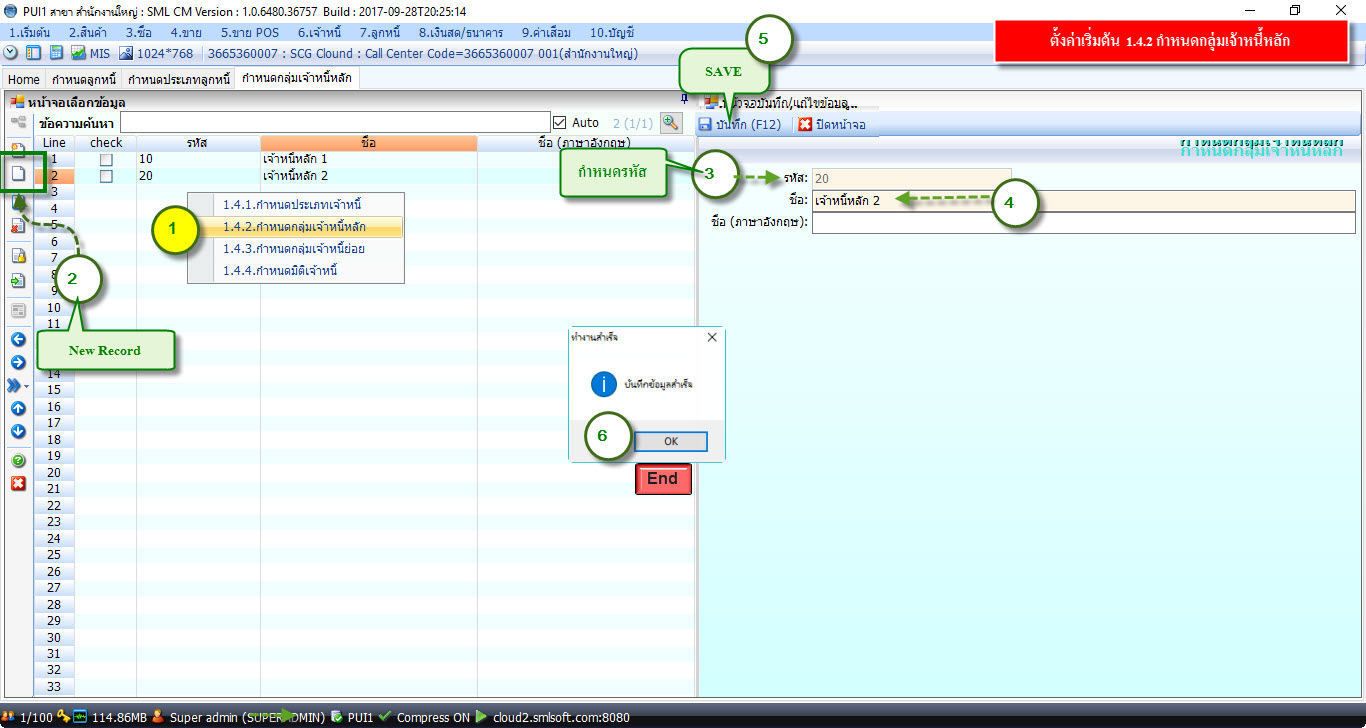 PUI1 สาขา สำนักงานใหญ่ : SML CM Version : 1.0.6480.36757 Build : 2017-09-28T20:25:14
1.เริ่มต้น 2.สินค้า 3.ซื้อ 4.ขาย 5.ขาย POS 6.เจ้าหนี้ 7.ลูกหนี้ 8.เงินสด/ธนาคาร 9.ค่าเสื่อม 10.บัญชี
MIS 1024*768 3665360007 : SCG Clound : Call Center Code=3665360007 001(สำนักงานใหญ่)
ตั้งค่าเริ่มต้น 1.4.2 กำหนดกลุ่มเจ้าหนี้หลัก
5
SAVE
Home กำหนดลูกหนี้ กำหนดประเภทลูกหนี้ กำหนดกลุ่มเจ้าหนี้หลัก
หน้าจอเลือกข้อมูล
ข้อความค้นหา Auto 2 (1/1)
Line check รหัส ชื่อ ชื่อ (ภาษาอังกฤษ)
1 10 เจ้าหนี้หลัก 1
2 20 เจ้าหนี้หลัก 2
3
4
5
6
7
8
9
10
11
14
15
16
17
18
19
20
21
22
23
24
25
26
27
28
29
30
31
32
33
1
1.4.1.กำหนดประเภทเจ้าหนี้
1.4.2.กำหนดกลุ่มเจ้าหนี้หลัก
1.4.3.กำหนดกลุ่มเจ้าหนี้ย่อย
1.4.4.กำหนดมิติเจ้าหนี้
2
New Record
หน้าจอบันทึก/แก้ไขข้อมูล..
บันทึก (F12) ปิดหน้าจอ
กำหนดกลุ่มเจ้าหนี้หลัก
กำหนดรหัส
3
รหัส: 20
ชื่อ: เจ้าหนี้หลัก 2
4
ชื่อ (ภาษาอังกฤษ):
ทำงานสำเร็จ
บันทึกข้อมูลสำเร็จ
6
OK
End
1/100 114.86MB Super admin (SUPERADMIN) PUI1 Compress ON cloud2.smlsoft.com:8080